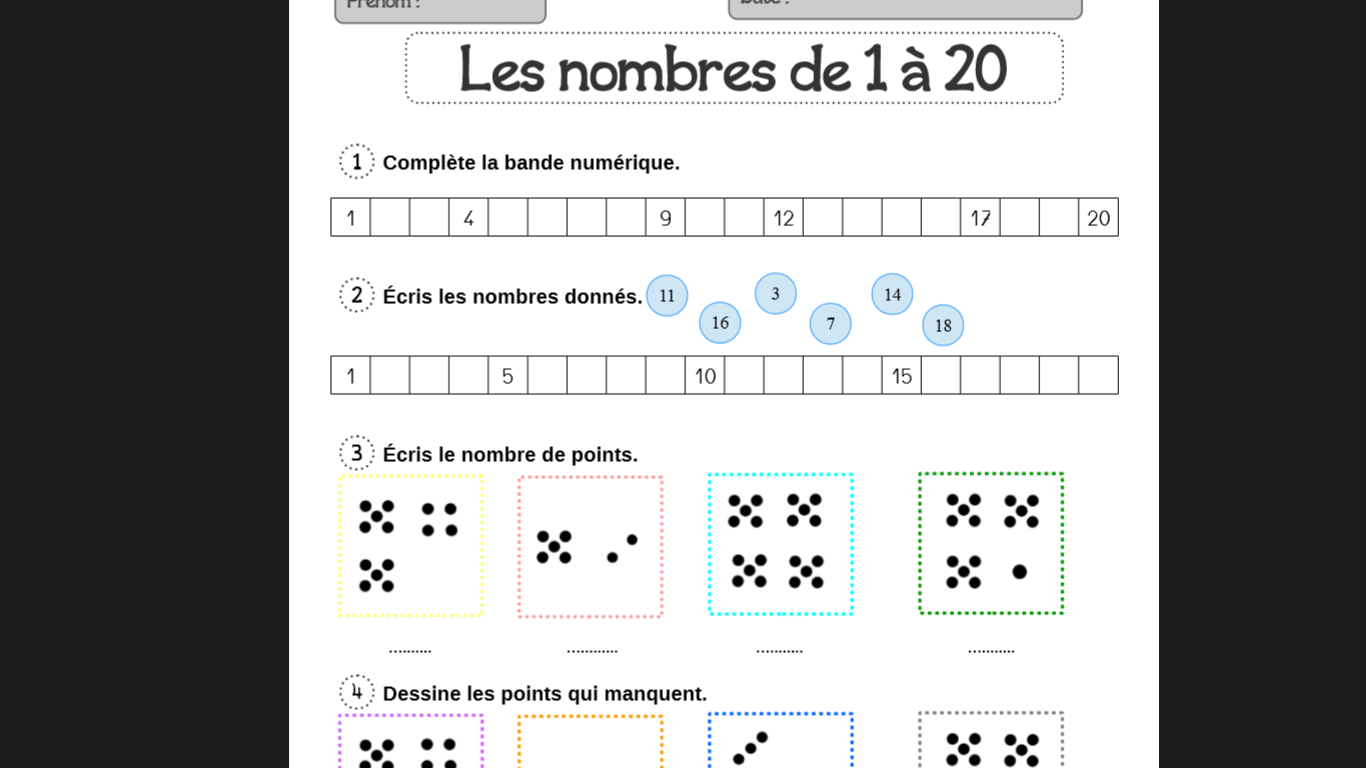 Prénom :
Date :
Les nombres de 1 à 20
1 Complète la bande numérique.
1 4 9 12 17 20
2 Écris les nombres donnés. 11 16 3 7 14 18
1 5 10 15
3 Écris le nombre de points.
.......... ............ ........... ...........
4 Dessine les points qui manquent.